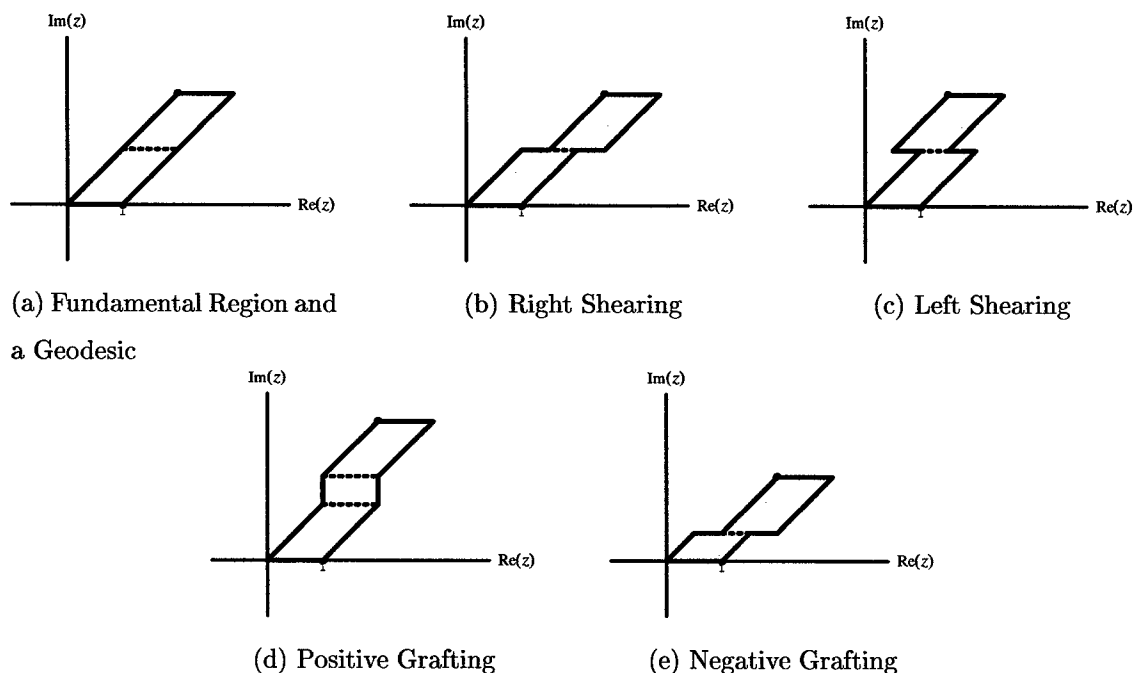 Im(z)
Re(z)
1
(a) Fundamental Region and
a Geodesic
Im(z)
Re(z)
1
(b) Right Shearing
Im(z)
Re(z)
1
(c) Left Shearing
Im(z)
Re(z)
1
(d) Positive Grafting
Im(z)
Re(z)
1
(e) Negative Grafting